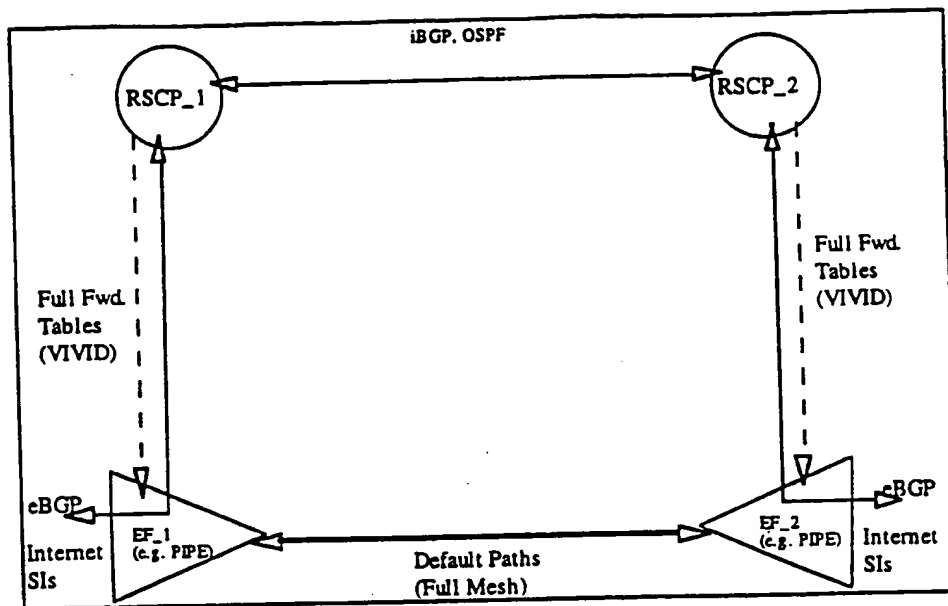 iBGP, OSPF
RSCP_1
RSCP_2
Full Fwd.
Tables
(VIVID)
Full Fwd.
Tables
(VIVID)
eBGP
EF_1
(e.g. PIPE)
Internet
SIs
Default Paths
(Full Mesh)
EF_2
(e.g. PIPE)
eBGP
Internet
SIs